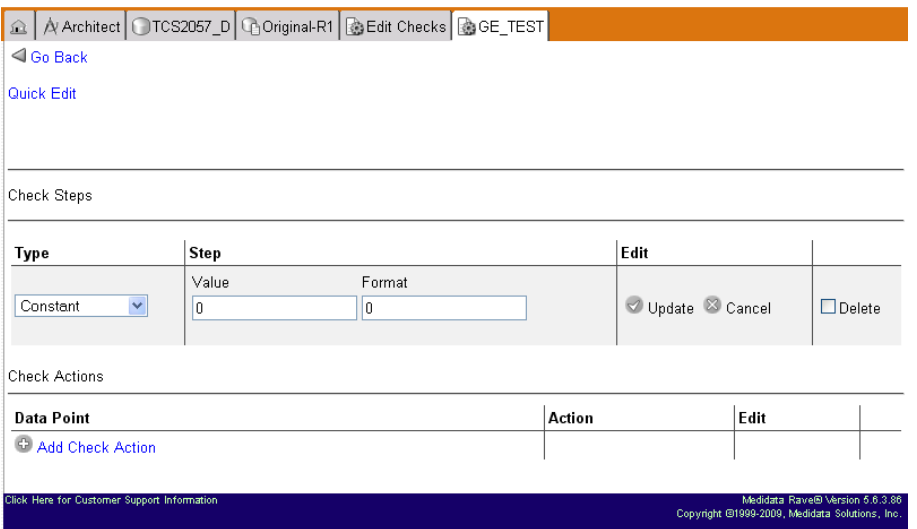 Architect TCS2057_D Original-R1 Edit Checks GE_TEST
Go Back
Quick Edit
Check Steps
Type Step Edit
Value Format
Constant 0 0 Update Cancel Delete
Check Actions
Data Point Action Edit
Add Check Action
Click Here for Customer Support Information Medidata Rave® Version 5.6.3.86
Copyright ©1999-2009, Medidata Solutions, Inc.